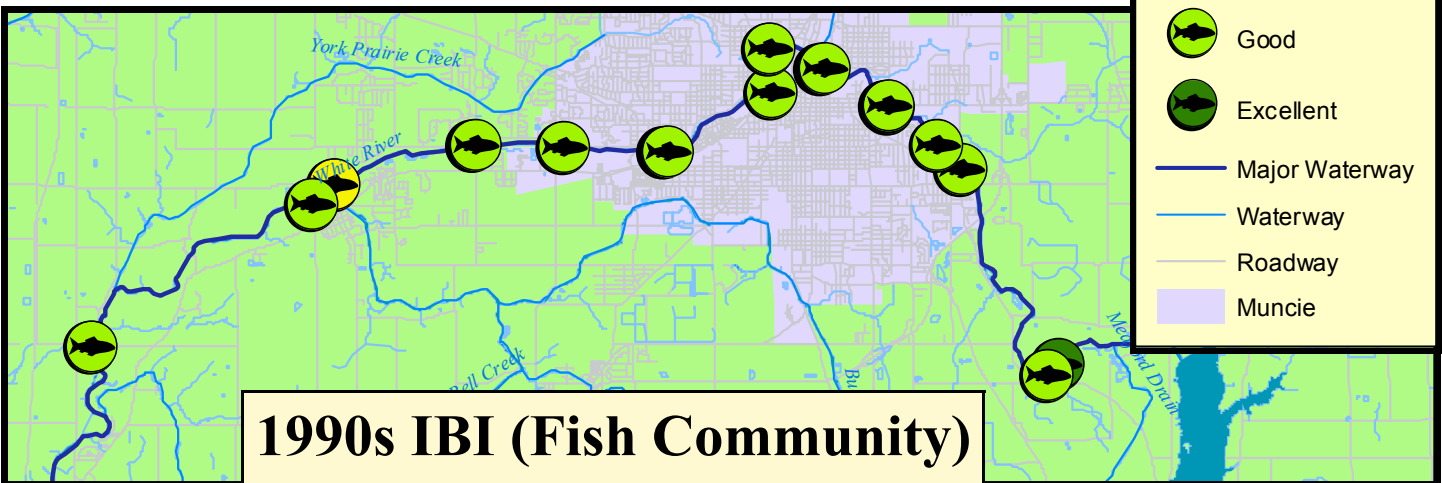 York Prairie Creek
White River
Bell Creek
Good
Excellent
Major Waterway
Waterway
Roadway
Muncie
1990s IBI (Fish Community)